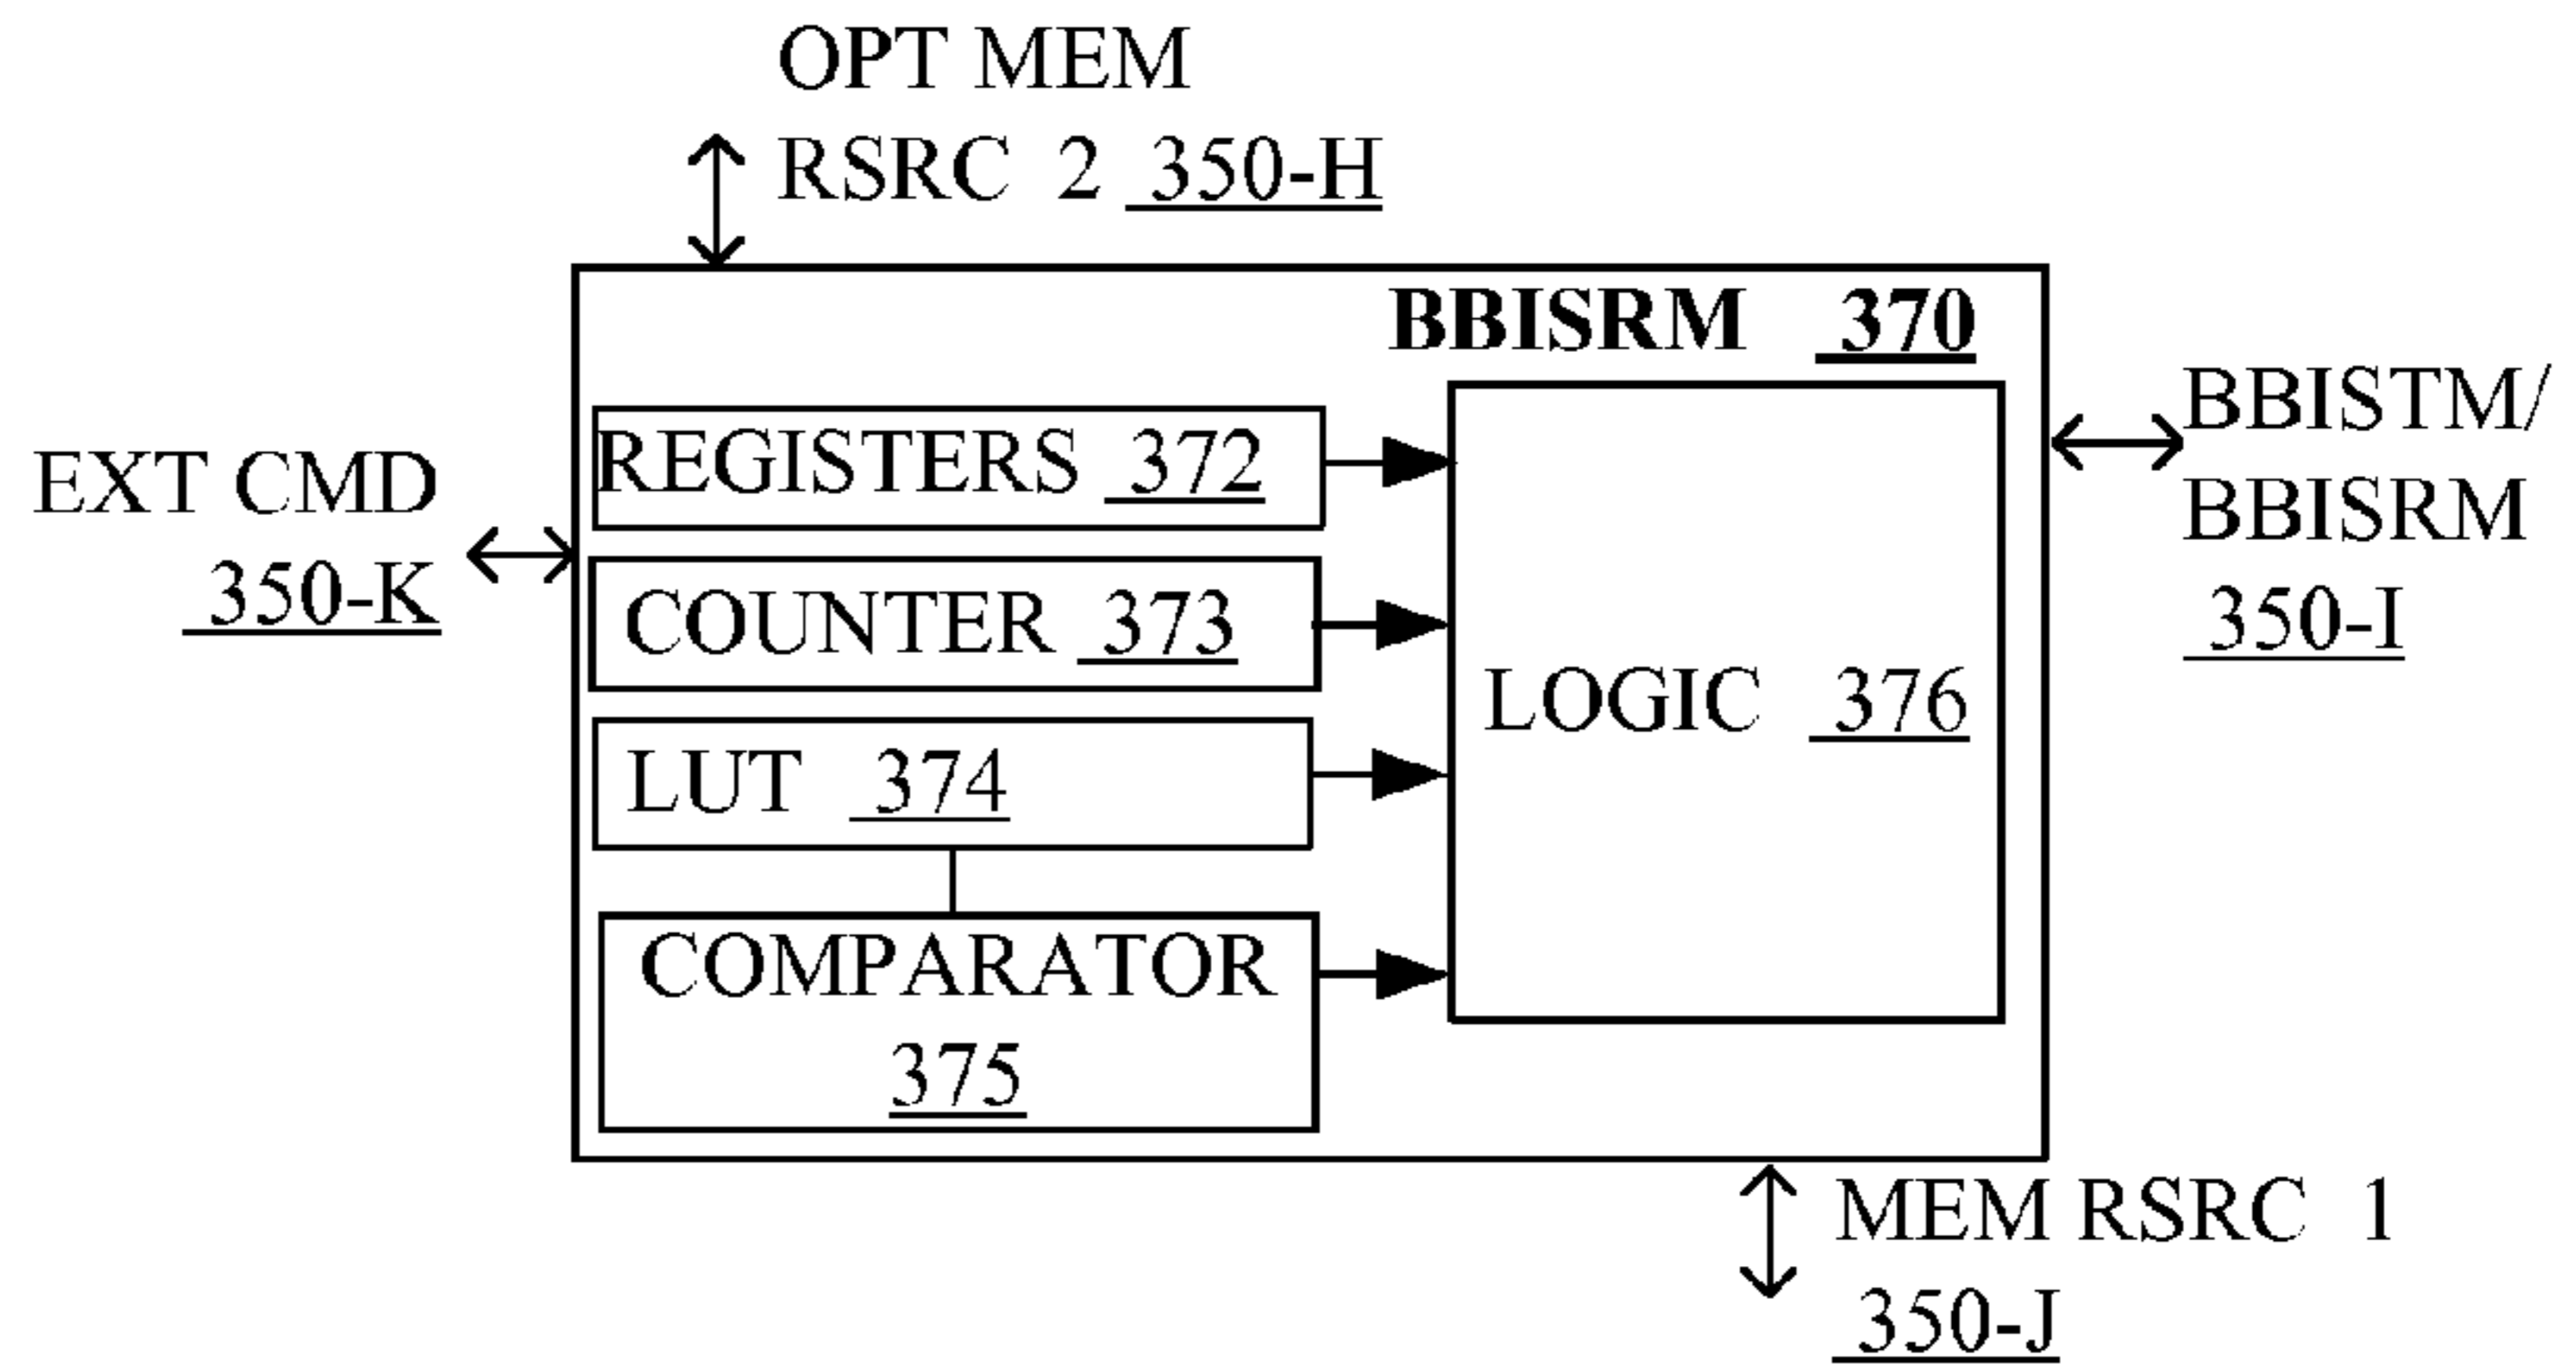 OPT MEM
RSRC 2 350-H
BBISRM 370
EXT CMD
350-K
REGISTERS 372
COUNTER 373
LUT 374
COMPARATOR
375
LOGIC 376
BBISTM/
BBISRM
350-I
MEM RSRC 1
350-J